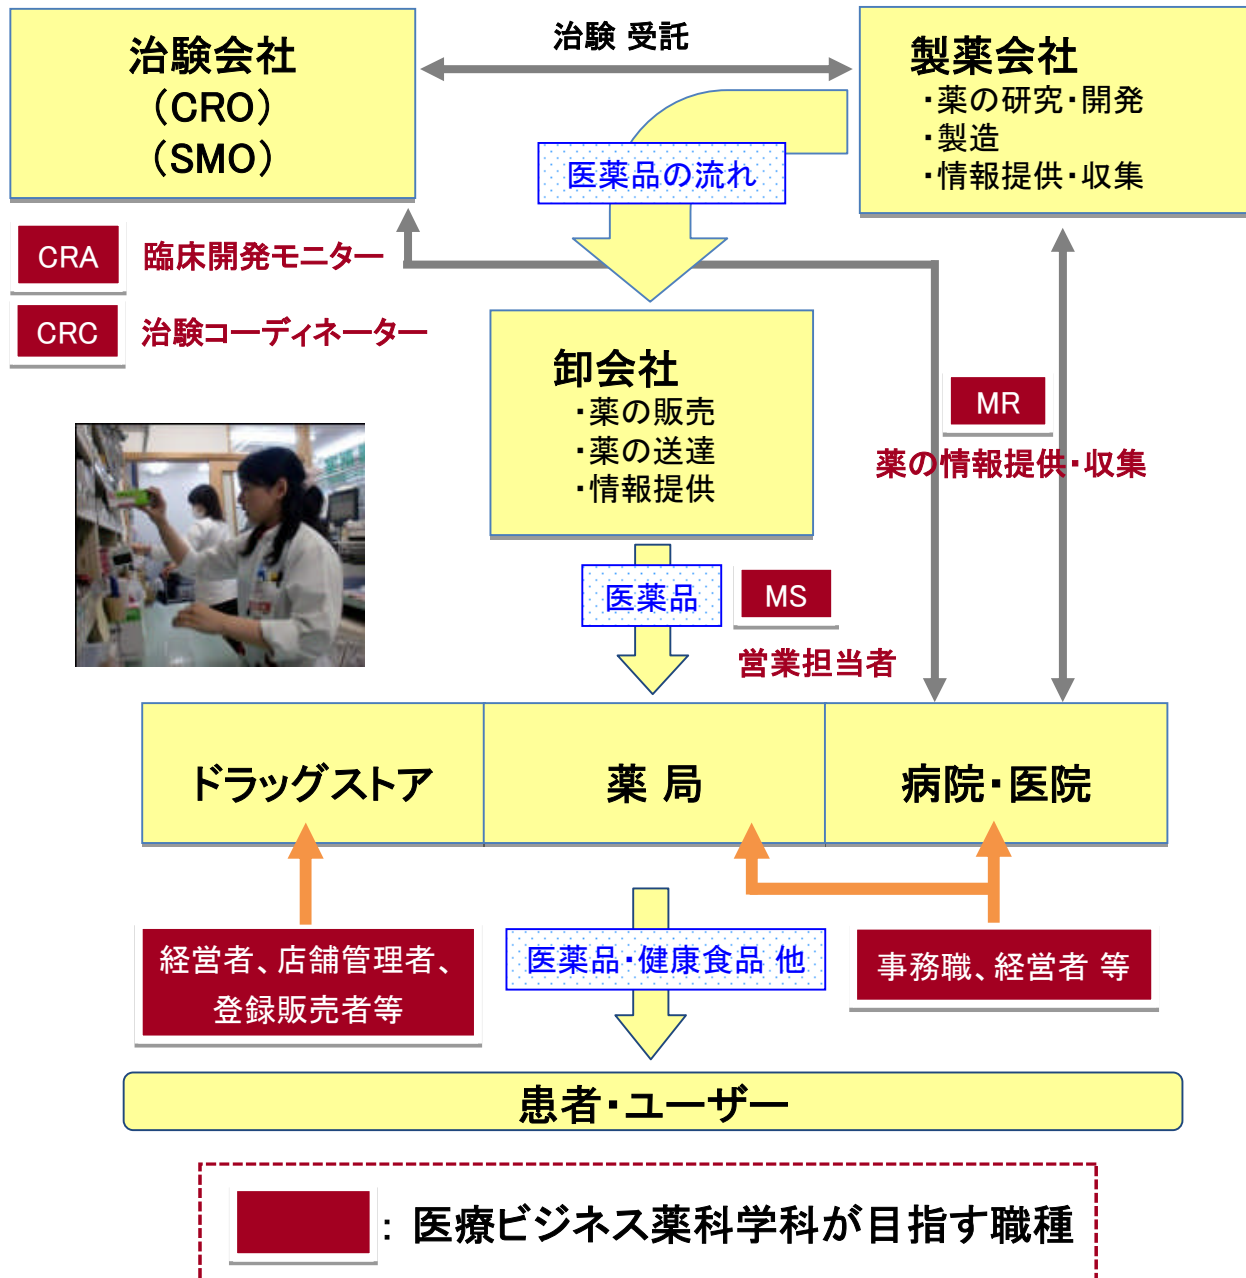 治験会社
（CRO）
（SMO）
治験 受託
製薬会社
・薬の研究・開発
・製造
・情報提供・収集
医薬品の流れ
CRA
臨床開発モニター
CRC
治験コーディネーター
卸会社
・薬の販売
・薬の送達
・情報提供
MR
薬の情報提供・収集
医薬品
MS
営業担当者
ドラッグストア
薬 局
病院・医院
経営者、店舗管理者、
登録販売者等
医薬品・健康食品 他
事務職、経営者 等
患者・ユーザー
： 医療ビジネス薬科学科が目指す職種